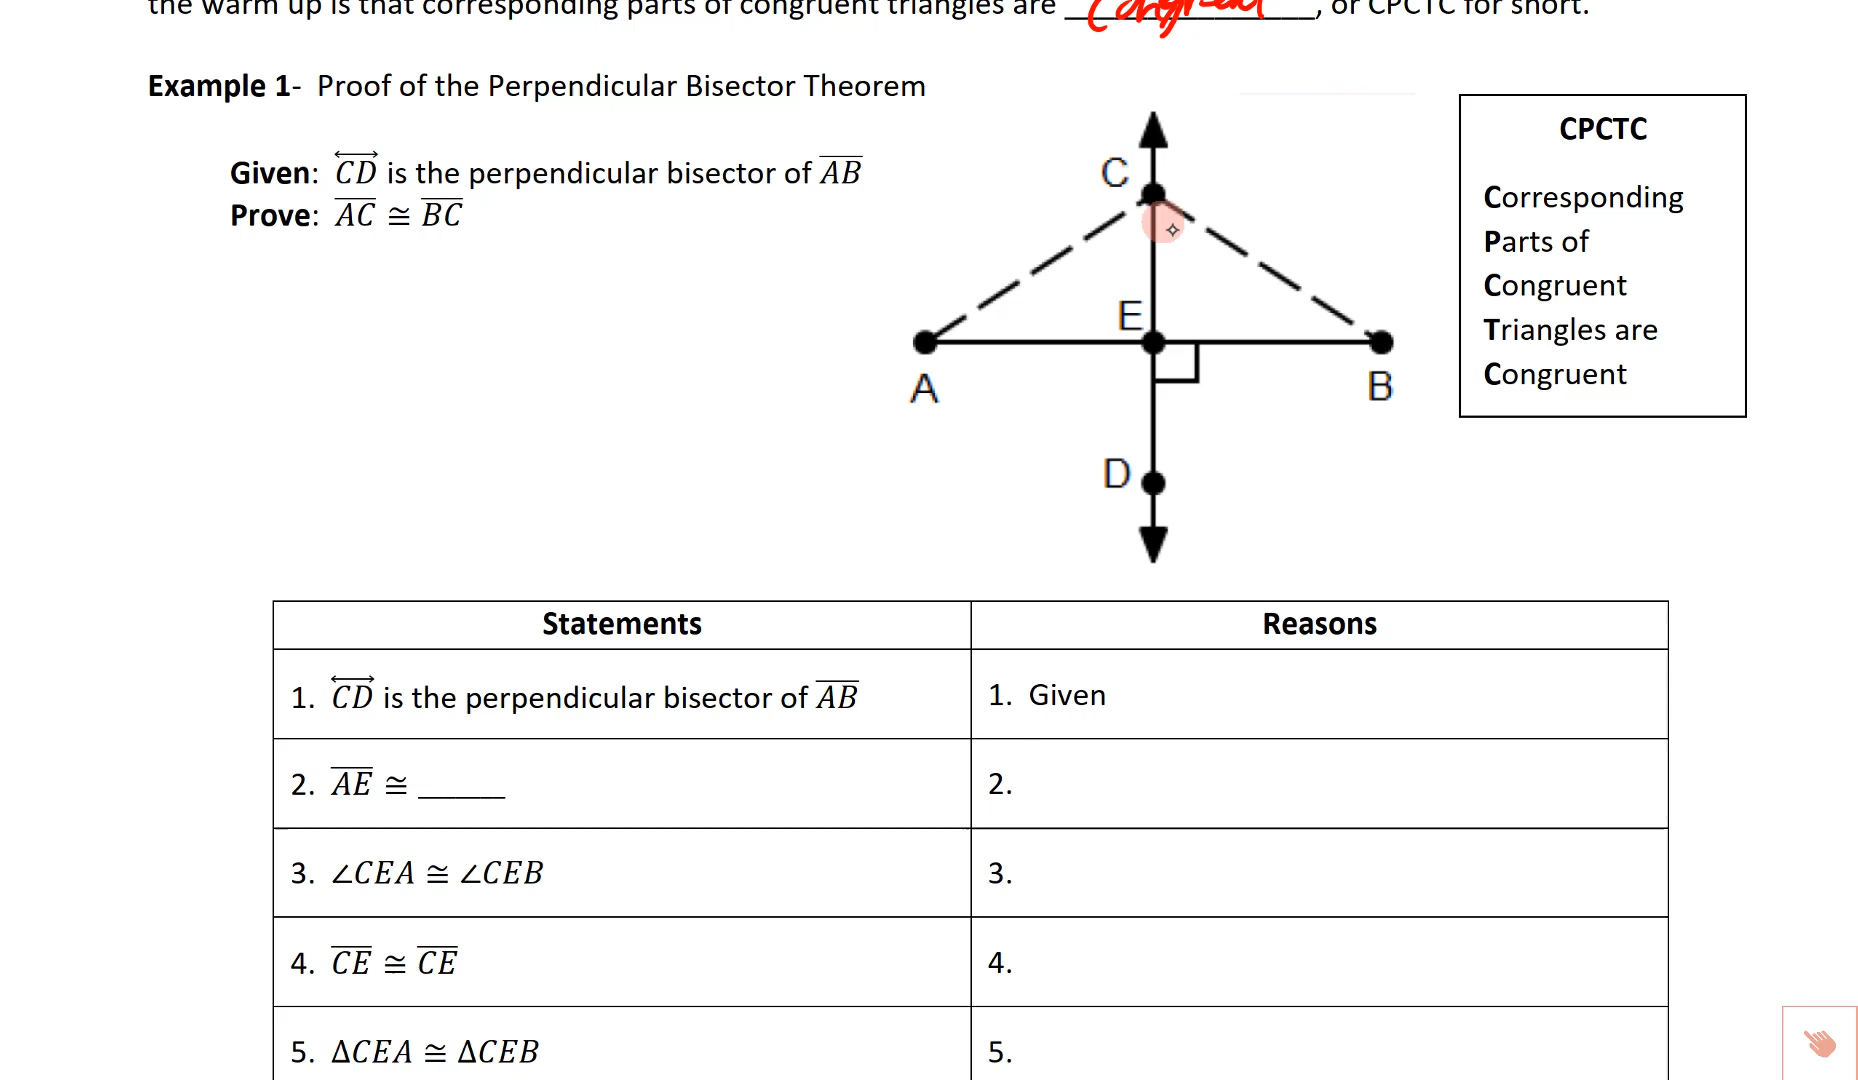 the warm up is that corresponding parts of congruent triangles are Congruent, or CPCTC for short.
Example 1- Proof of the Perpendicular Bisector Theorem
Given: CD is the perpendicular bisector of AB
Prove: AC ≅ BC
C
E
A
B
D
CPCTC
Corresponding
Parts of
Congruent
Triangles are
Congruent
Statements
Reasons
1. CD is the perpendicular bisector of AB
1. Given
2. AE ≅ ______
2.
3. ∠CEA ≅ ∠CEB
3.
4. CE ≅ CE
4.
5. ΔCEA ≅ ΔCEB
5.